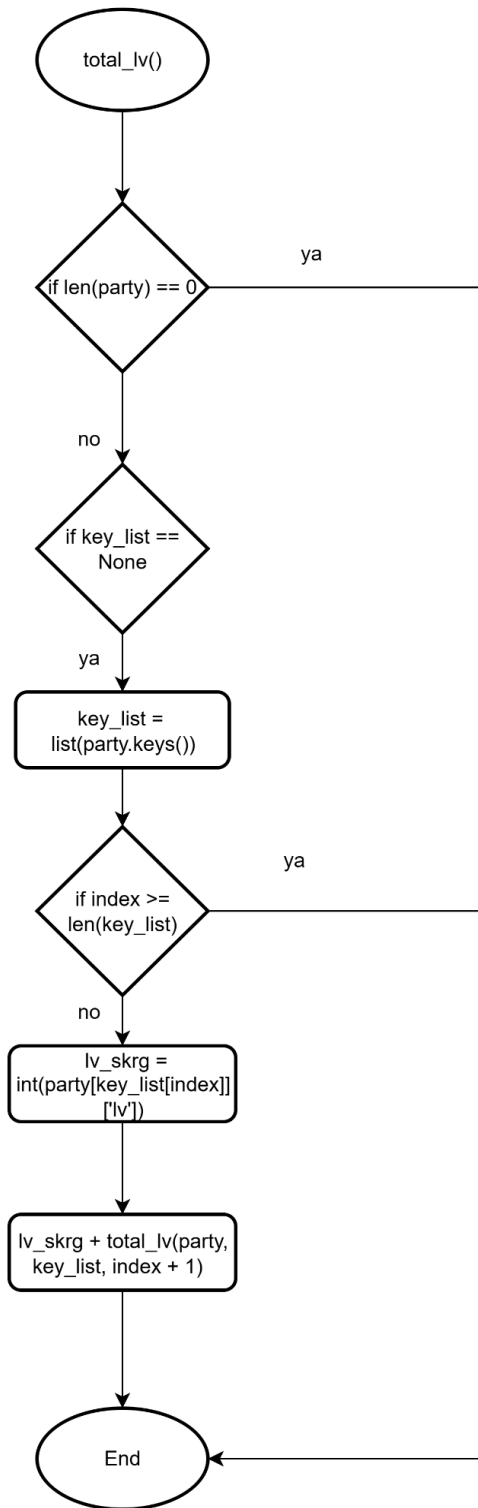 total_lv()
ya
if len(party) == 0
no
if key_list ==
None
ya
key_list =
list(party.keys())
ya
if index >=
len(key_list)
no
lv_skrg =
int(party[key_list[index]]
['lv'])
lv_skrg + total_lv(party,
key_list, index + 1)
End